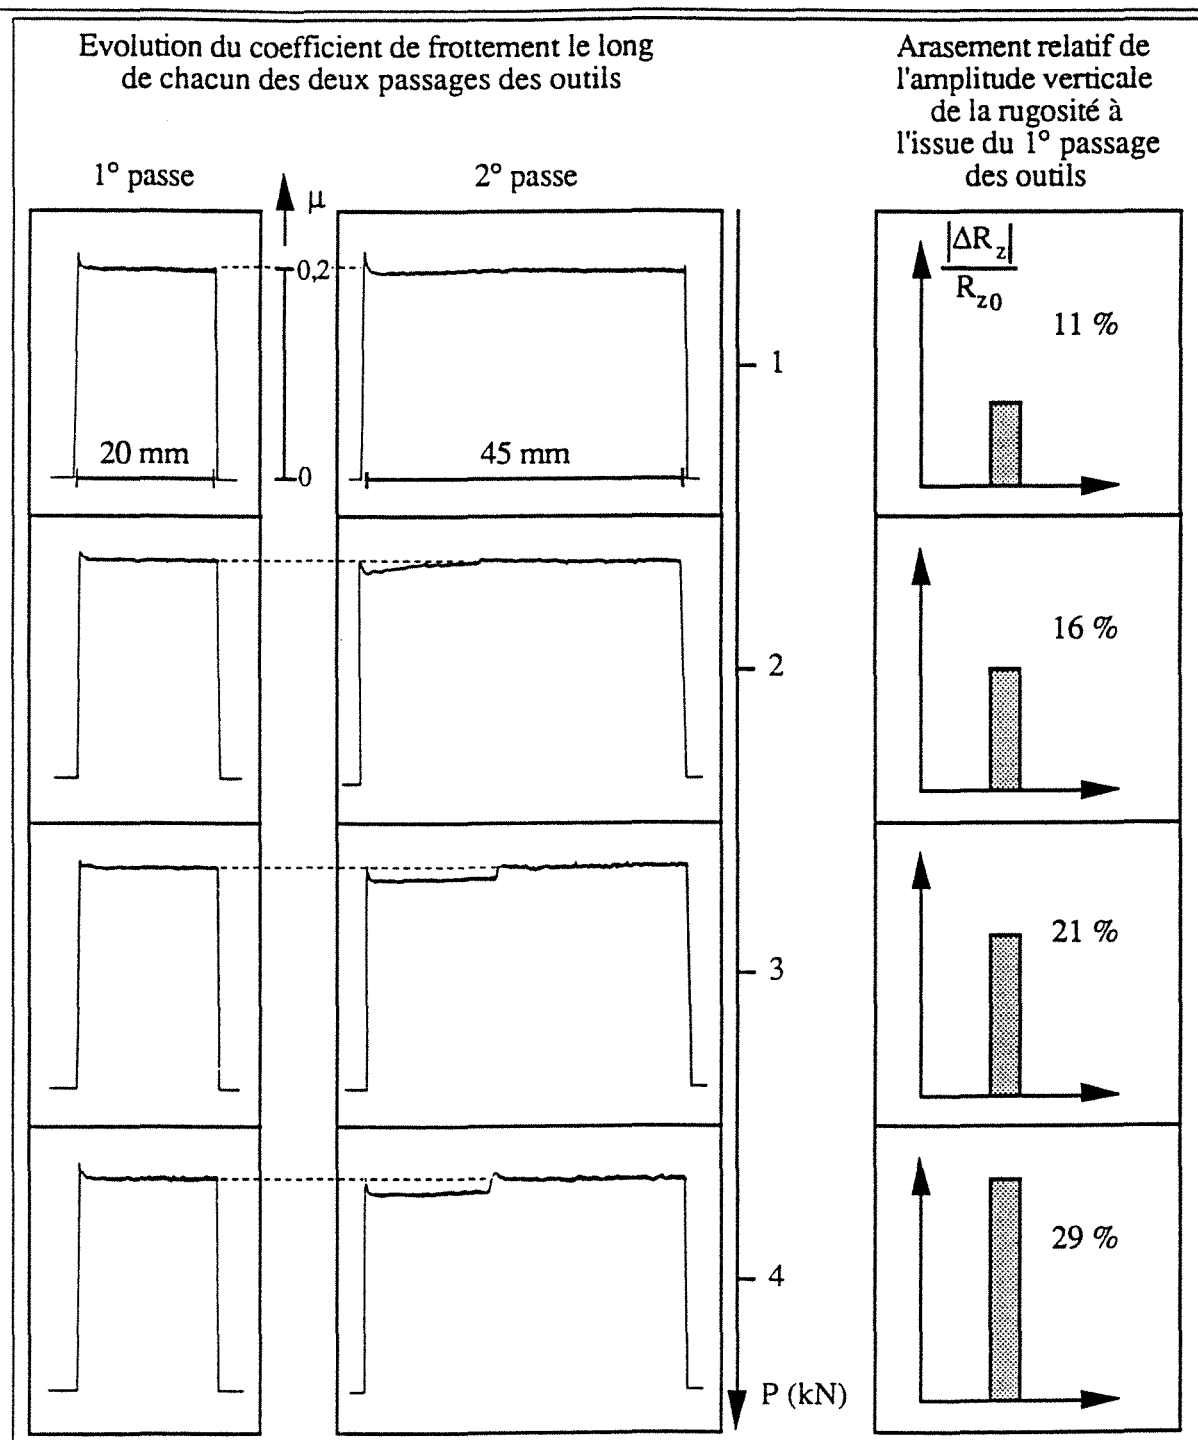 Evolution du coefficient de frottement le long
de chacun des deux passages des outils
Arasement relatif de
l'amplitude verticale
de la rugosité à
l'issue du 1° passage
des outils
1° passe
μ
2° passe
0,2
20 mm
0
45 mm
1
|ΔR_z|
R_z0
11 %
2
16 %
3
21 %
4
29 %
P (kN)